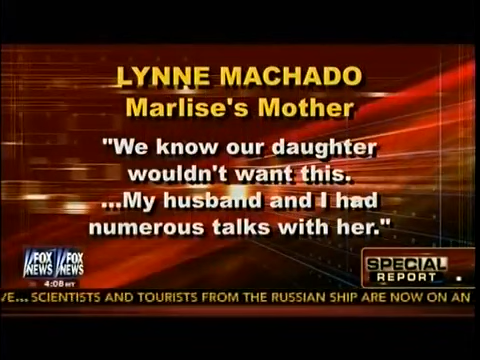 LYNNE MACHADO
Marlise's Mother
"We know our daughter
wouldn't want this.
...My husband and I had
numerous talks with her."
FOX NEWS FOX NEWS
4:08 MT
SPECIAL
REPORT
VE... SCIENTISTS AND TOURISTS FROM THE RUSSIAN SHIP ARE NOW ON AN